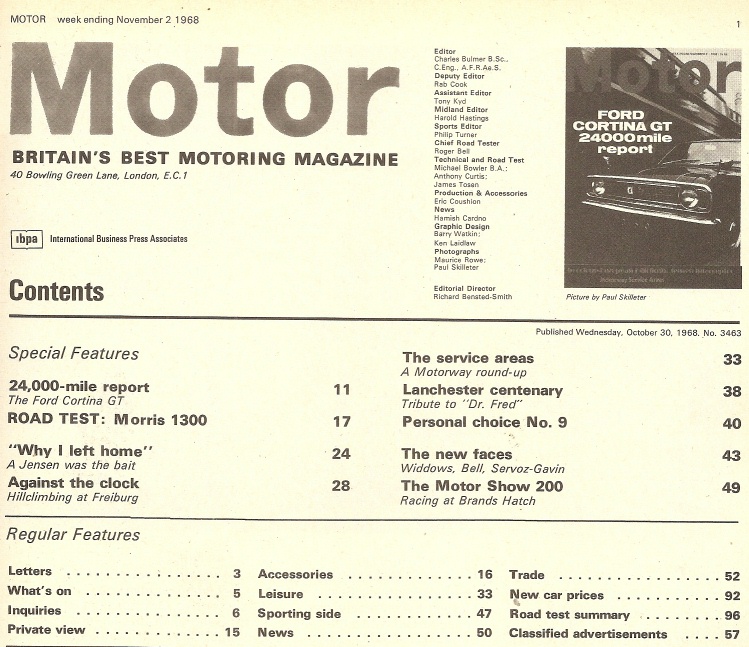 MOTOR week ending November 2 1968
1
Motor
BRITAIN'S BEST MOTORING MAGAZINE
40 Bowling Green Lane, London, E.C.1
ibpa International Business Press Associates
Contents
Editor
Charles Bulmer B.Sc.,
C.Eng., A.F.R.Ae.S.
Deputy Editor
Rab Cook
Assistant Editor
Tony Kyd
Midland Editor
Harold Hastings
Sports Editor
Philip Turner
Chief Road Tester
Roger Bell
Technical and Road Test
Michael Bowler B.A.:
Anthony Curtis:
James Tosen
Production & Accessories
Eric Coushion
News
Hamish Cardno
Graphic Design
Barry Watkin:
Ken Laidlaw
Photographs
Maurice Rowe:
Paul Skilleter
Editorial Director
Richard Bensted-Smith
Motor
FORD
CORTINA GT
24000mile
report
Picture by Paul Skilleter
Published Wednesday, October 30, 1968. No. 3463
Special Features
24,000-mile report 11
The Ford Cortina GT
ROAD TEST: Morris 1300 17
"Why I left home" 24
A Jensen was the bait
Against the clock 28
Hillclimbing at Freiburg
The service areas 33
A Motorway round-up
Lanchester centenary 38
Tribute to "Dr. Fred"
Personal choice No. 9 40
The new faces 43
Widdows, Bell, Servoz-Gavin
The Motor Show 200 49
Racing at Brands Hatch
Regular Features
Letters . . . . . . . . . . . . . . . . 3
What's on . . . . . . . . . . . . . . . 5
Inquiries . . . . . . . . . . . . . . . . 6
Private view . . . . . . . . . . . . . 15
Accessories . . . . . . . . . . . . . 16
Leisure . . . . . . . . . . . . . . . . 33
Sporting side . . . . . . . . . . . . 47
News . . . . . . . . . . . . . . . . . 50
Trade . . . . . . . . . . . . . . . . . 52
New car prices . . . . . . . . . . . 92
Road test summary . . . . . . . . 96
Classified advertisements . . . . 57